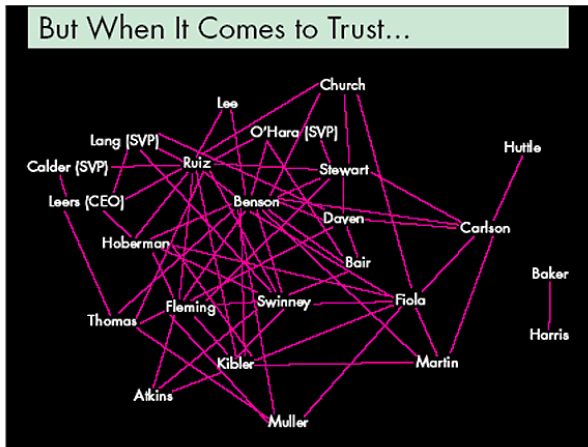 But When It Comes to Trust...
Church
Lee
O'Hara (SVP)
Lang (SVP)
Huttle
Calder (SVP)
Ruiz
Stewart
Leers (CEO)
Benson
Daven
Carlson
Hoberman
Bair
Baker
Fleming
Swinney
Fiola
Thomas
Harris
Kibler
Martin
Atkins
Muller